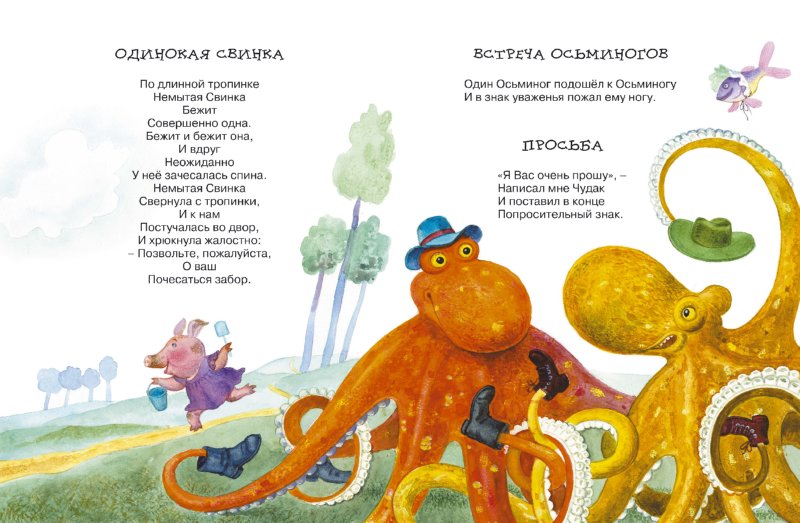 ОДИНОКАЯ СВИНКА
По длинной тропинке
Немытая Свинка
Бежит
Совершенно одна.
Бежит и бежит она,
И вдруг
Неожиданно
У неё зачесалась спина.
Немытая Свинка
Свернула с тропинки,
И к нам
Постучалась во двор,
И хрюкнула жалостно:
– Позвольте, пожалуйста,
О ваш
Почесаться забор.
ВСТРЕЧА ОСЬМИНОГОВ
Один Осьминог подошёл к Осьминогу
И в знак уваженья пожал ему ногу.
ПРОСЬБА
«Я Вас очень прошу», –
Написал мне Чудак
И поставил в конце
Попросительный знак.